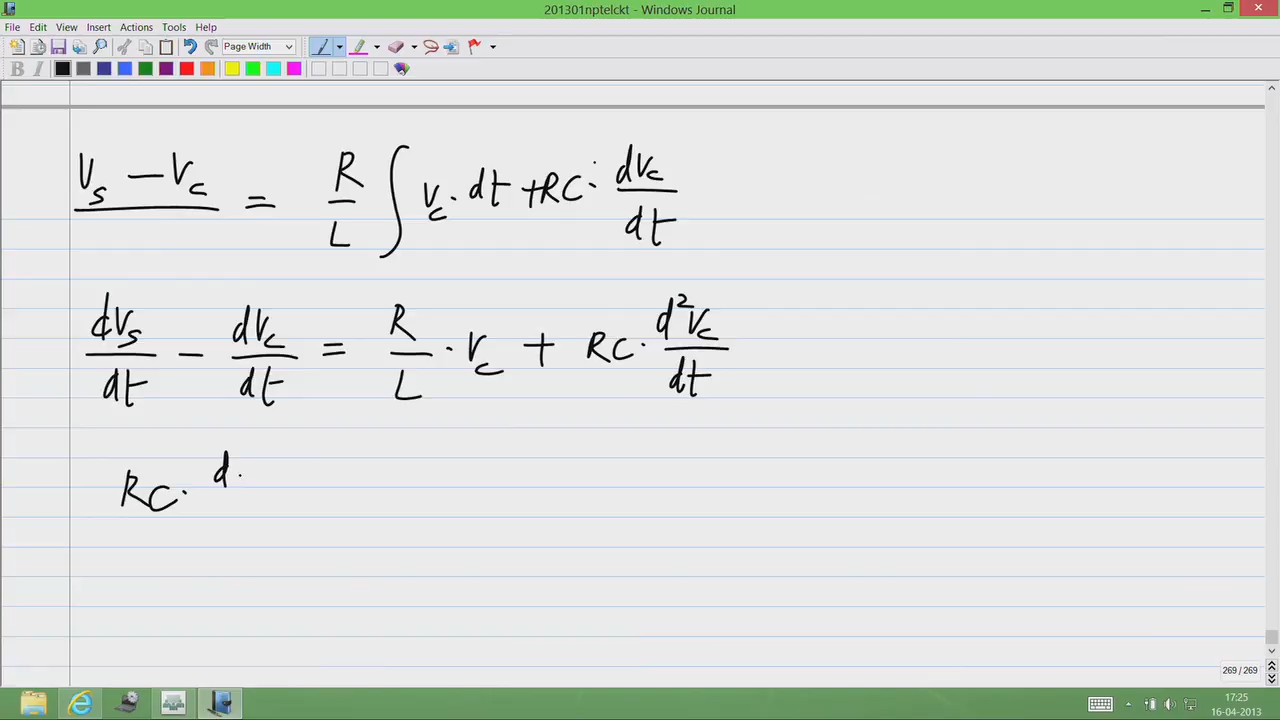 201301nptelckt - Windows Journal
File Edit View Insert Actions Tools Help
Page Width
B I
Vs − Vc = R/L ∫ Vc · dt + RC · dVc/dt
dVs/dt − dVc/dt = R/L · Vc + RC · d²Vc/dt
RC · d
269 / 269
17:25
16-04-2013